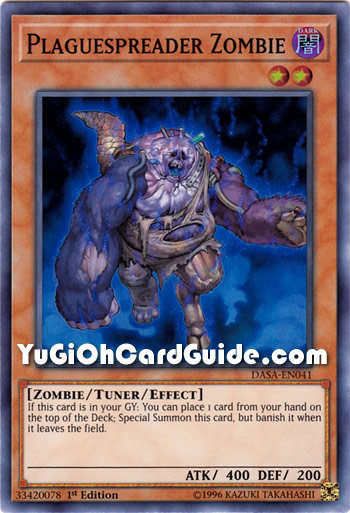 PLAGUESPREADER ZOMBIE
DARK
闇
YuGiOhCardGuide.com
DASA-EN041
[ZOMBIE/TUNER/EFFECT]
If this card is in your GY: You can place 1 card from your hand on
the top of the Deck; Special Summon this card, but banish it when
it leaves the field.
ATK/ 400 DEF/ 200
33420078 1st Edition ©1996 KAZUKI TAKAHASHI